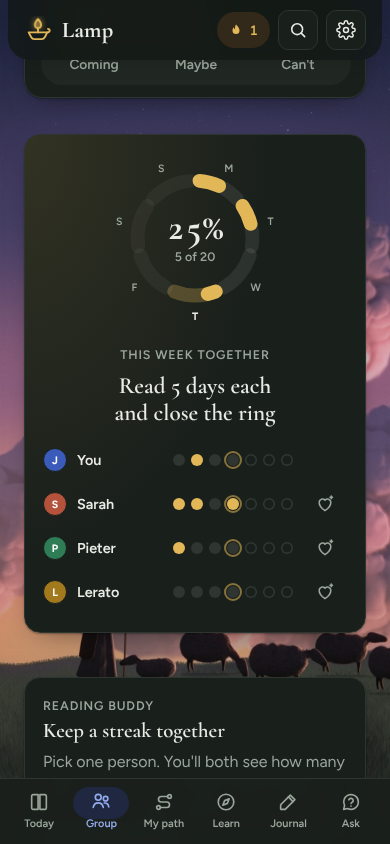 Lamp
1
Coming Maybe Can't
S M
S T
25%
5 of 20
F W
T
THIS WEEK TOGETHER
Read 5 days each
and close the ring
J You
S Sarah
P Pieter
L Lerato
READING BUDDY
Keep a streak together
Pick one person. You'll both see how many
Today Group My path Learn Journal Ask